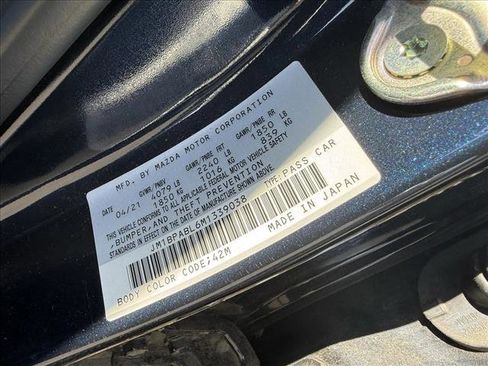 MFD. BY MAZDA MOTOR CORPORATION
GVWR/PNBV GAWR/PNBE FRT GAWR/PNBE RR
04/21 4079 LB 2240 LB 1850 LB
1850 KG 1016 KG 839 KG
THIS VEHICLE CONFORMS TO ALL APPLICABLE FEDERAL MOTOR VEHICLE SAFETY
,BUMPER,AND THEFT PREVENTION
STANDARDS IN EFFECT ON THE DATE OF MANUFACTURE SHOWN ABOVE.
JM1BPABL6M1339038 TYPE:PASS CAR
MADE IN JAPAN
BODY COLOR CODE;42M